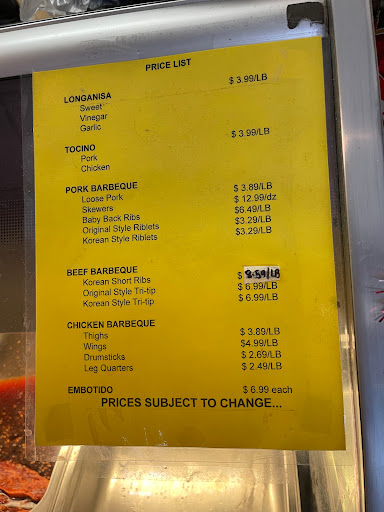 PRICE LIST
$ 3.99/LB
LONGANISA
Sweet
Vinegar
Garlic
$ 3.99/LB
TOCINO
Pork
Chicken
PORK BARBEQUE
Loose Pork $ 3.89/LB
Skewers $ 12.99/dz
Baby Back Ribs $6.49/LB
Original Style Riblets $3.29/LB
Korean Style Riblets $3.29/LB
BEEF BARBEQUE
Korean Short Ribs $ 8.59/LB
Original Style Tri-tip $ 6.99/LB
Korean Style Tri-tip $ 6.99/LB
CHICKEN BARBEQUE
Thighs $ 3.89/LB
Wings $4.99/LB
Drumsticks $ 2.69/LB
Leg Quarters $ 2.49/LB
EMBOTIDO $ 6.99 each
PRICES SUBJECT TO CHANGE...